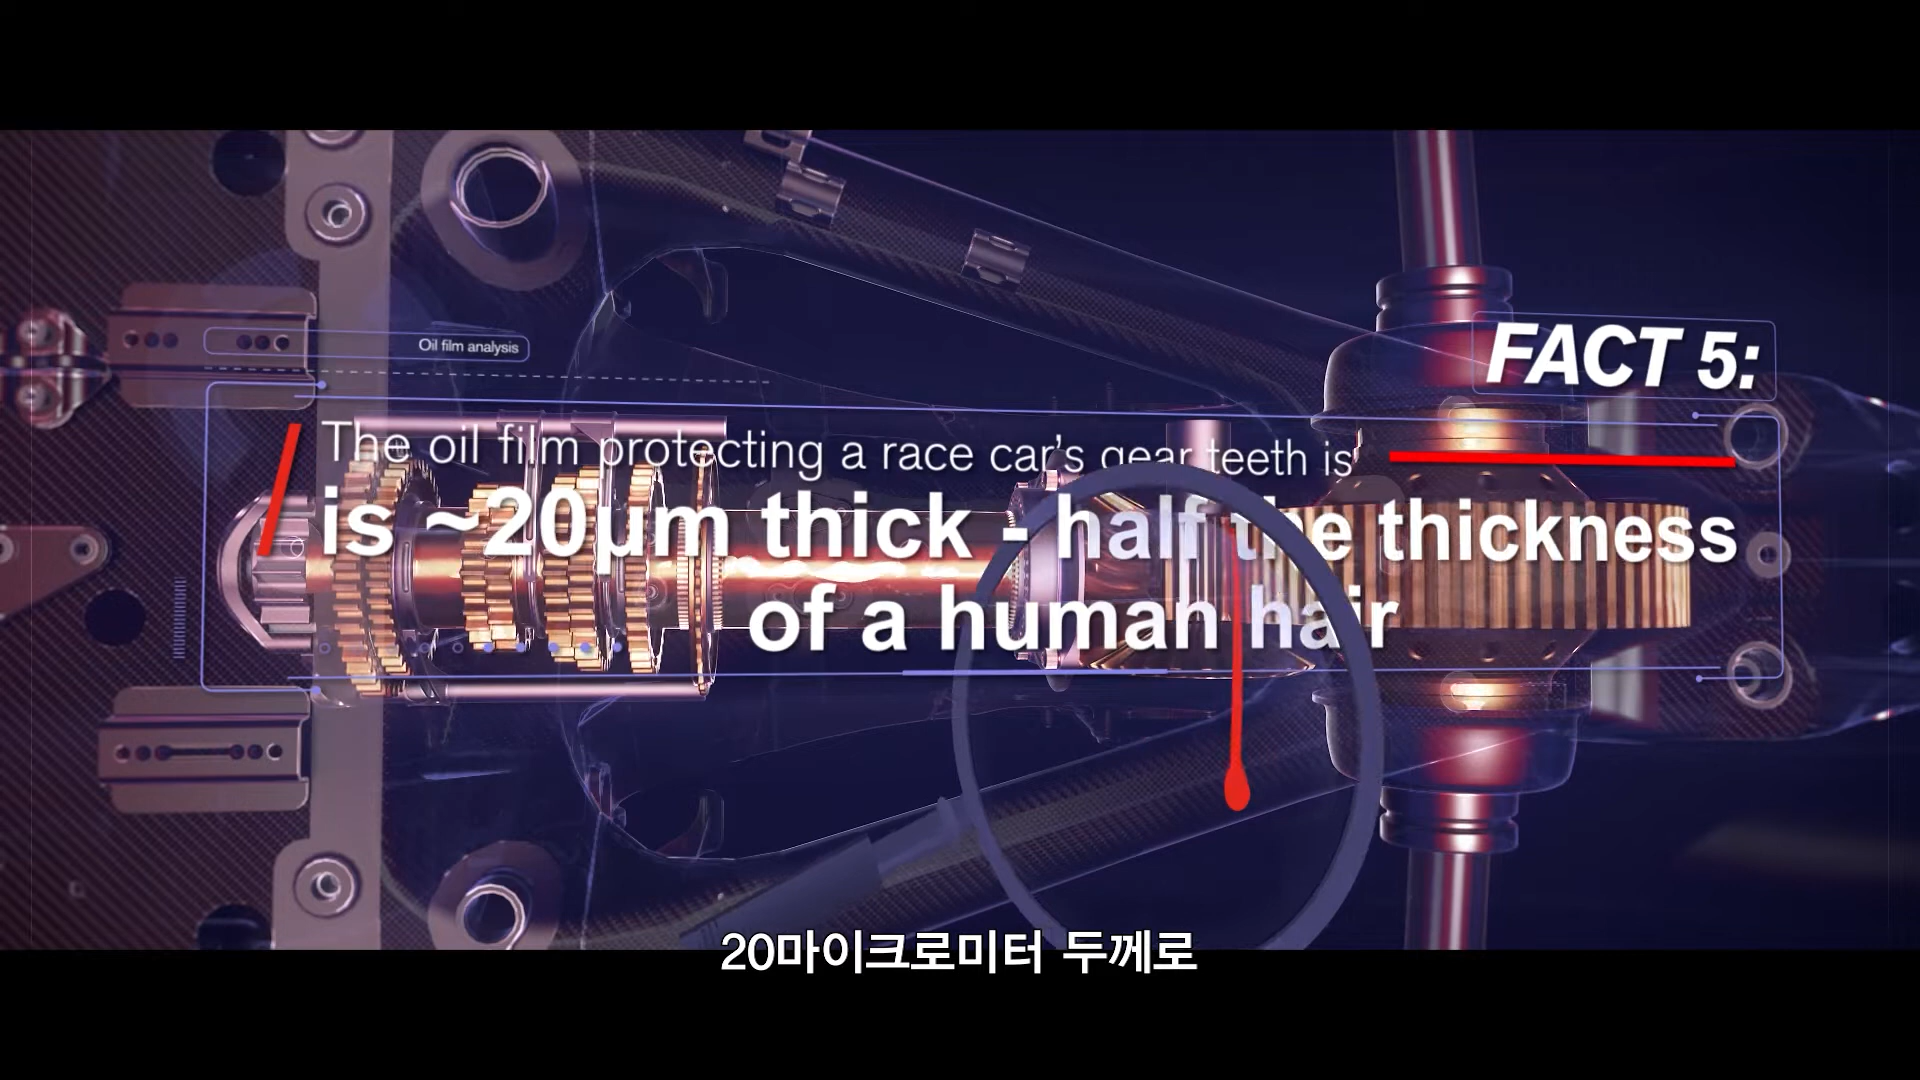 FACT 5:
Oil film analysis
The oil film protecting a race car's gear teeth is
is ~20µm thick - half the thickness
of a human hair
20마이크로미터 두께로